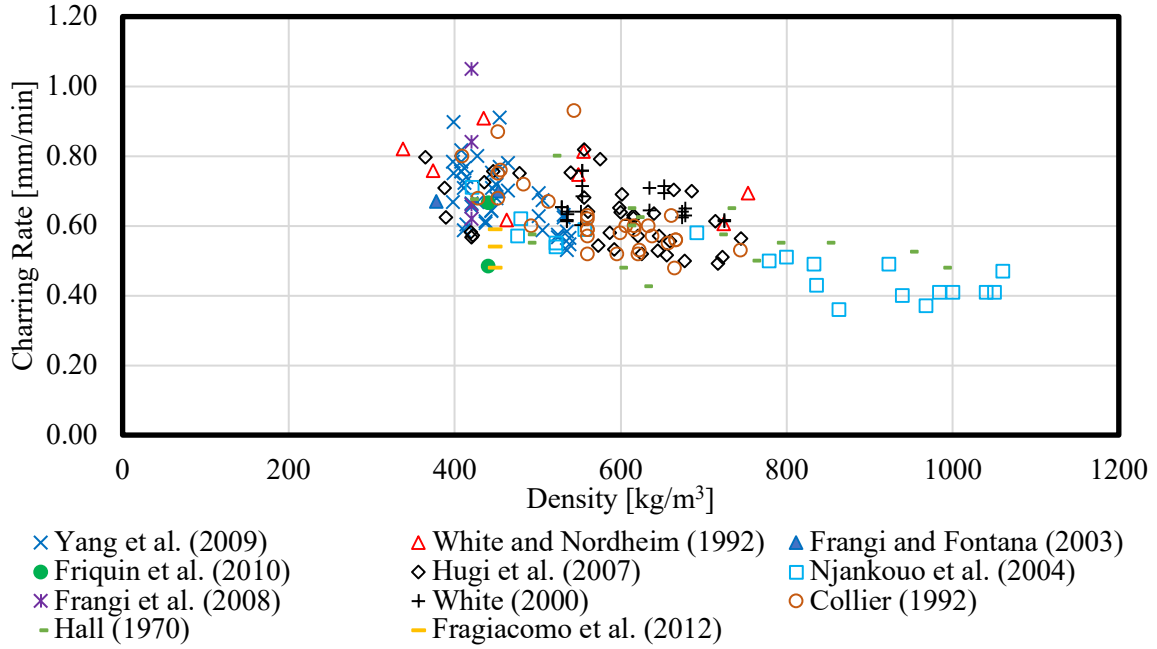 1.20
1.00
0.80
0.60
0.40
0.20
0.00
Charring Rate [mm/min]
0 200 400 600 800 1000 1200
Density [kg/m³]
Yang et al. (2009) White and Nordheim (1992) Frangi and Fontana (2003)
Friquin et al. (2010) Hugi et al. (2007) Njankouo et al. (2004)
Frangi et al. (2008) White (2000) Collier (1992)
Hall (1970) Fragiacomo et al. (2012)